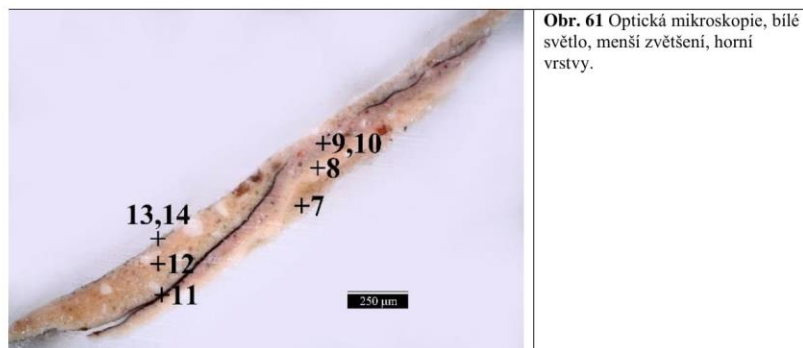 Obr. 61 Optická mikroskopie, bílé
světlo, menší zvětšení, horní
vrstvy.
+9,10
+8
+7
13,14
+
+12
+11
250 µm